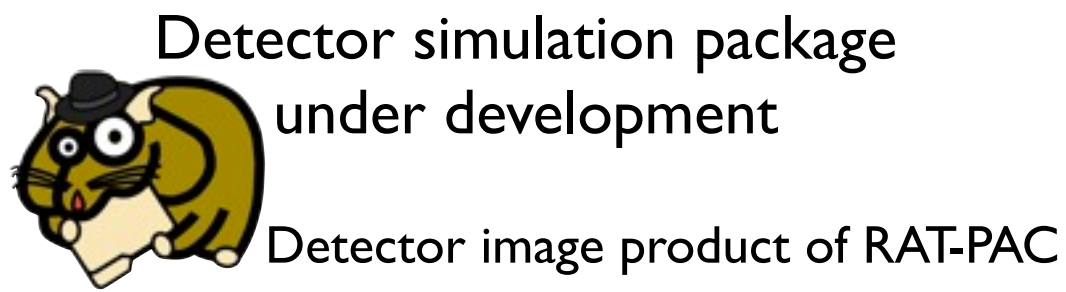 Detector simulation package
under development
Detector image product of RAT-PAC